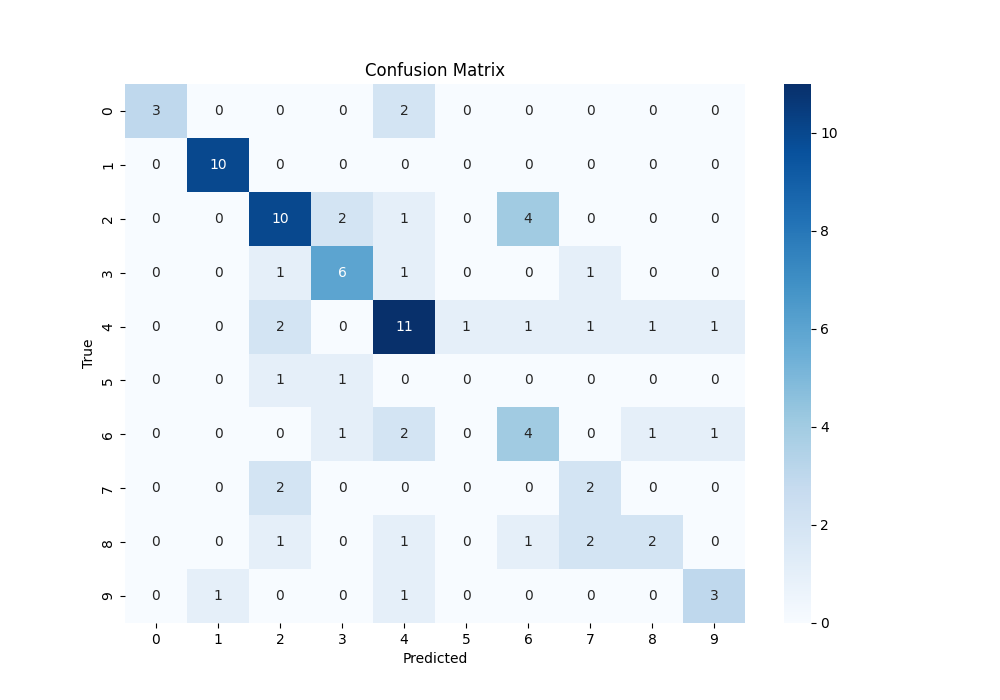 Confusion Matrix
0 3 0 0 0 2 0 0 0 0 0
1 0 10 0 0 0 0 0 0 0 0
2 0 0 10 2 1 0 4 0 0 0
3 0 0 1 6 1 0 0 1 0 0
4 0 0 2 0 11 1 1 1 1 1
5 0 0 1 1 0 0 0 0 0 0
6 0 0 0 1 2 0 4 0 1 1
7 0 0 2 0 0 0 0 2 0 0
8 0 0 1 0 1 0 1 2 2 0
9 0 1 0 0 1 0 0 0 0 3
0 1 2 3 4 5 6 7 8 9
Predicted
True
10
8
6
4
2
0